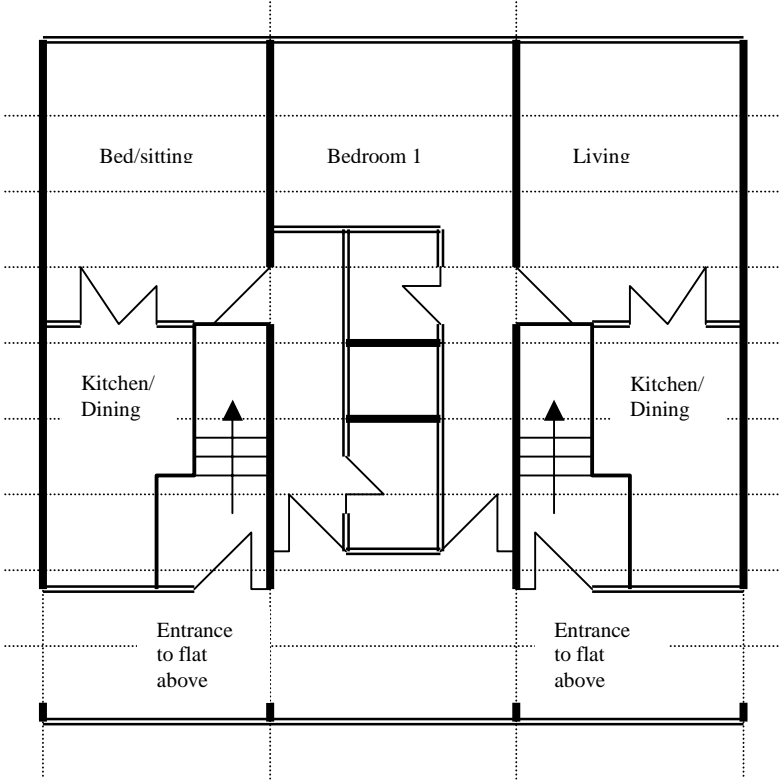 Bed/sitting
Bedroom 1
Living
Kitchen/
Dining
Kitchen/
Dining
Entrance
to flat
above
Entrance
to flat
above